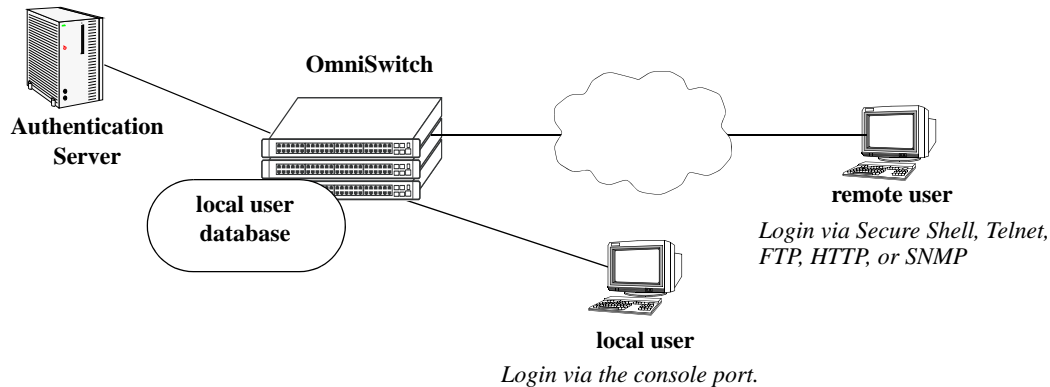 OmniSwitch
Authentication
Server
local user
database
remote user
Login via Secure Shell, Telnet,
FTP, HTTP, or SNMP
local user
Login via the console port.